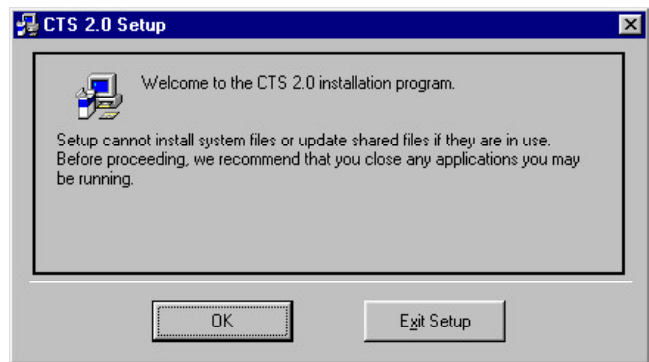 CTS 2.0 Setup
Welcome to the CTS 2.0 installation program.
Setup cannot install system files or update shared files if they are in use.
Before proceeding, we recommend that you close any applications you may
be running.
OK
Exit Setup